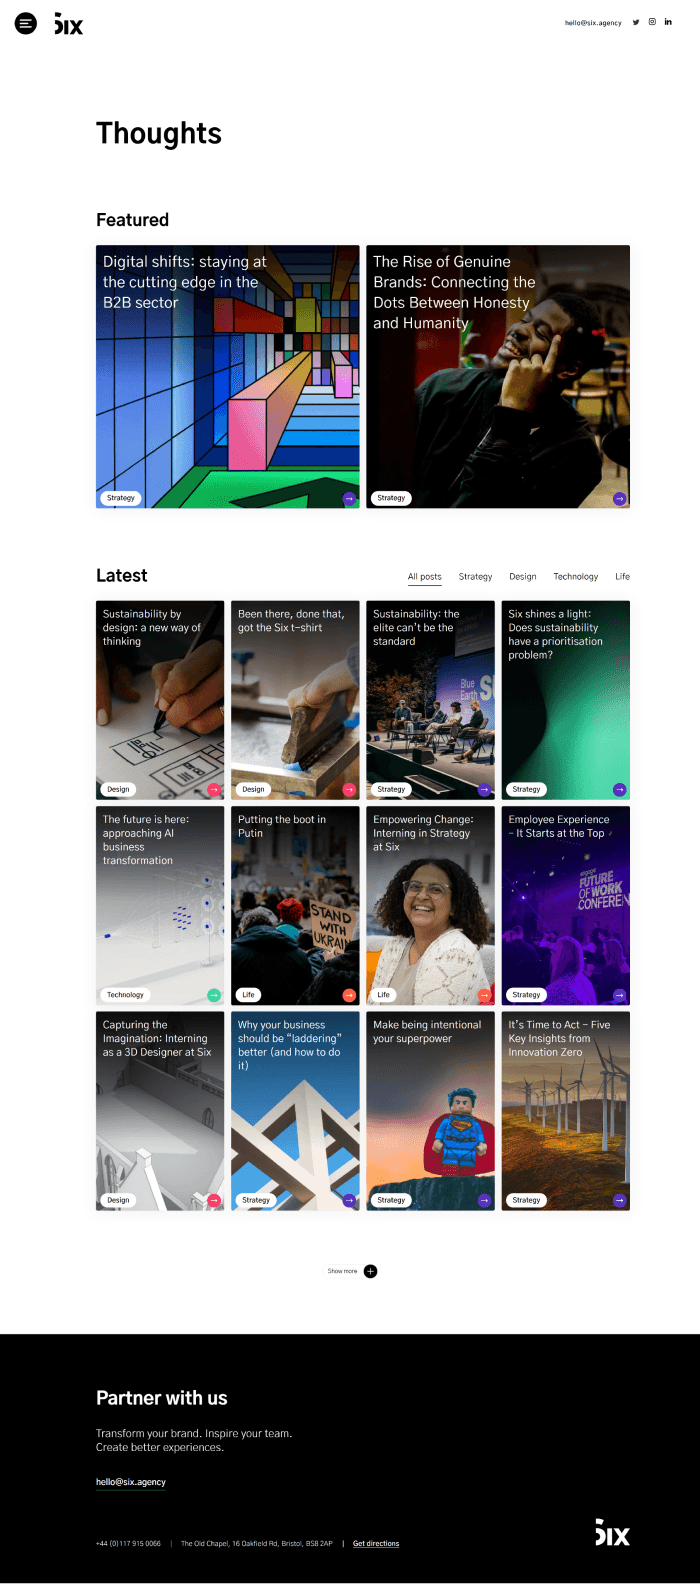 SIX
hello@six.agency
Thoughts
Featured
Digital shifts: staying at
the cutting edge in the
B2B sector
Strategy
The Rise of Genuine
Brands: Connecting the
Dots Between Honesty
and Humanity
Strategy
Latest
All posts
Strategy
Design
Technology
Life
Sustainability by
design: a new way of
thinking
Design
Been there, done that,
got the Six t-shirt
Design
Sustainability: the
elite can't be the
standard
Blue
Earth
Strategy
Six shines a light:
Does sustainability
have a prioritisation
problem?
Strategy
The future is here:
approaching AI
business
transformation
Technology
Putting the boot in
Putin
STAND
WITH
UKRAIN
Life
Empowering Change:
Interning in Strategy
at Six
Life
Employee Experience
– It Starts at the Top
engage
FUTURE
OF WORK
CONFEREN
Strategy
Capturing the
Imagination: Interning
as a 3D Designer at Six
Design
Why your business
should be “laddering”
better (and how to do
it)
Strategy
Make being intentional
your superpower
Strategy
It's Time to Act – Five
Key Insights from
Innovation Zero
Strategy
Show more
Partner with us
Transform your brand. Inspire your team.
Create better experiences.
hello@six.agency
+44 (0)117 915 0066 | The Old Chapel, 16 Oakfield Rd, Bristol, BS8 2AP | Get directions
SIX